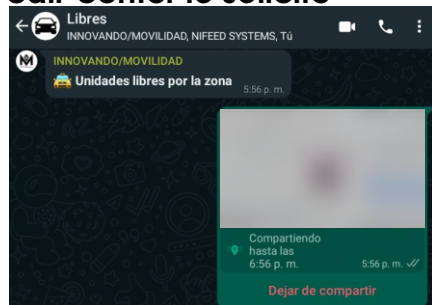 Libres
INNOVANDO/MOVILIDAD, NIFEED SYSTEMS, Tú
INNOVANDO/MOVILIDAD
🚖 Unidades libres por la zona
5:56 p. m.
Compartiendo
hasta las
6:56 p. m.
5:56 p. m.
Dejar de compartir